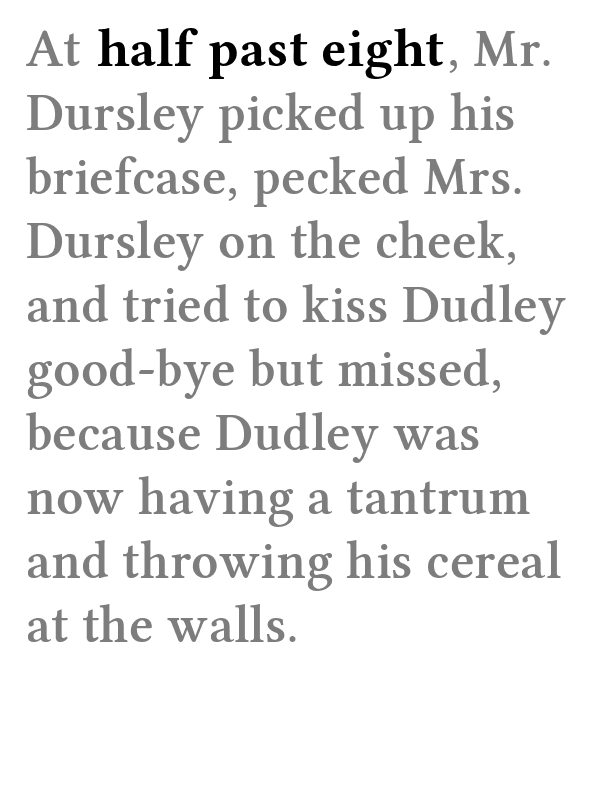 At half past eight, Mr.
Dursley picked up his
briefcase, pecked Mrs.
Dursley on the cheek,
and tried to kiss Dudley
good-bye but missed,
because Dudley was
now having a tantrum
and throwing his cereal
at the walls.